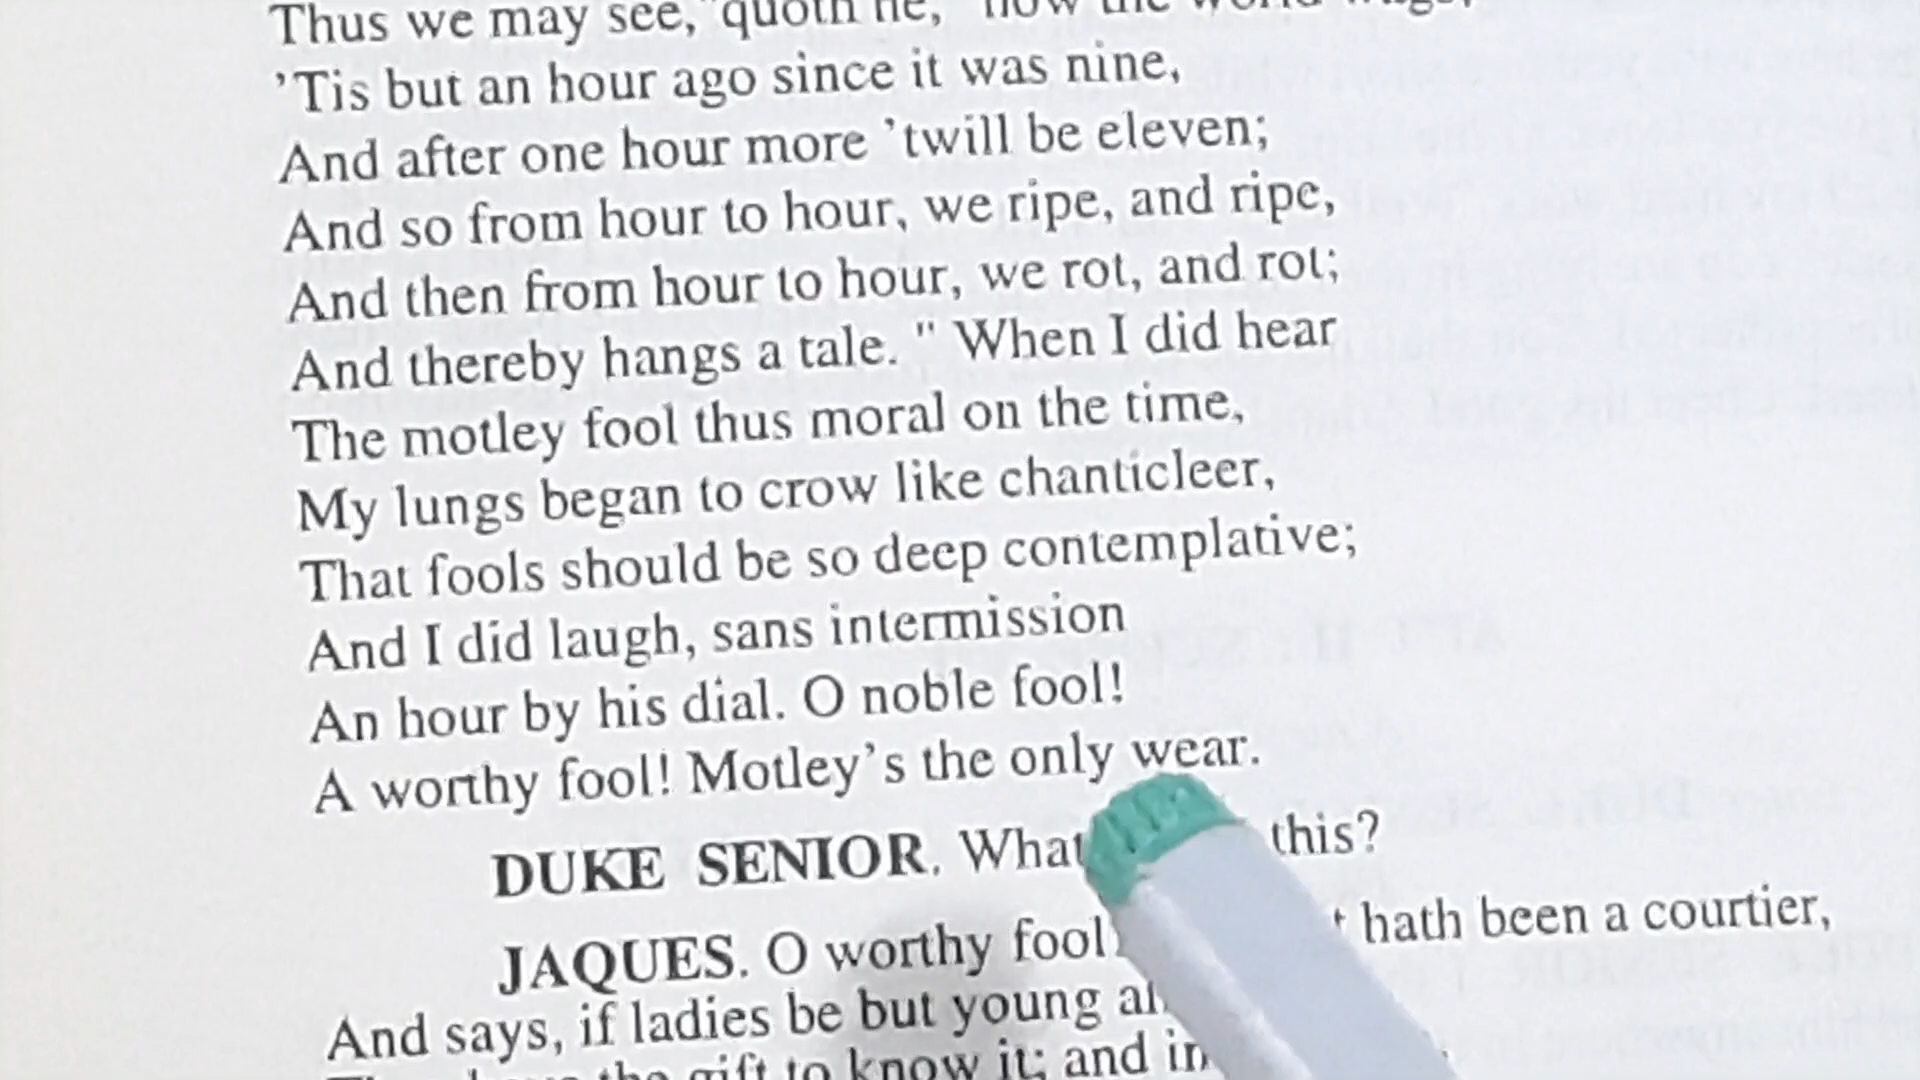 Thus we may see," quoth he, "how the world wags;
'Tis but an hour ago since it was nine,
And after one hour more 'twill be eleven;
And so from hour to hour, we ripe, and ripe,
And then from hour to hour, we rot, and rot;
And thereby hangs a tale. " When I did hear
The motley fool thus moral on the time,
My lungs began to crow like chanticleer,
That fools should be so deep contemplative;
And I did laugh, sans intermission
An hour by his dial. O noble fool!
A worthy fool! Motley's the only wear.
DUKE SENIOR. What this?
JAQUES. O worthy fool! hath been a courtier,
And says, if ladies be but young
the gift to know it; and in